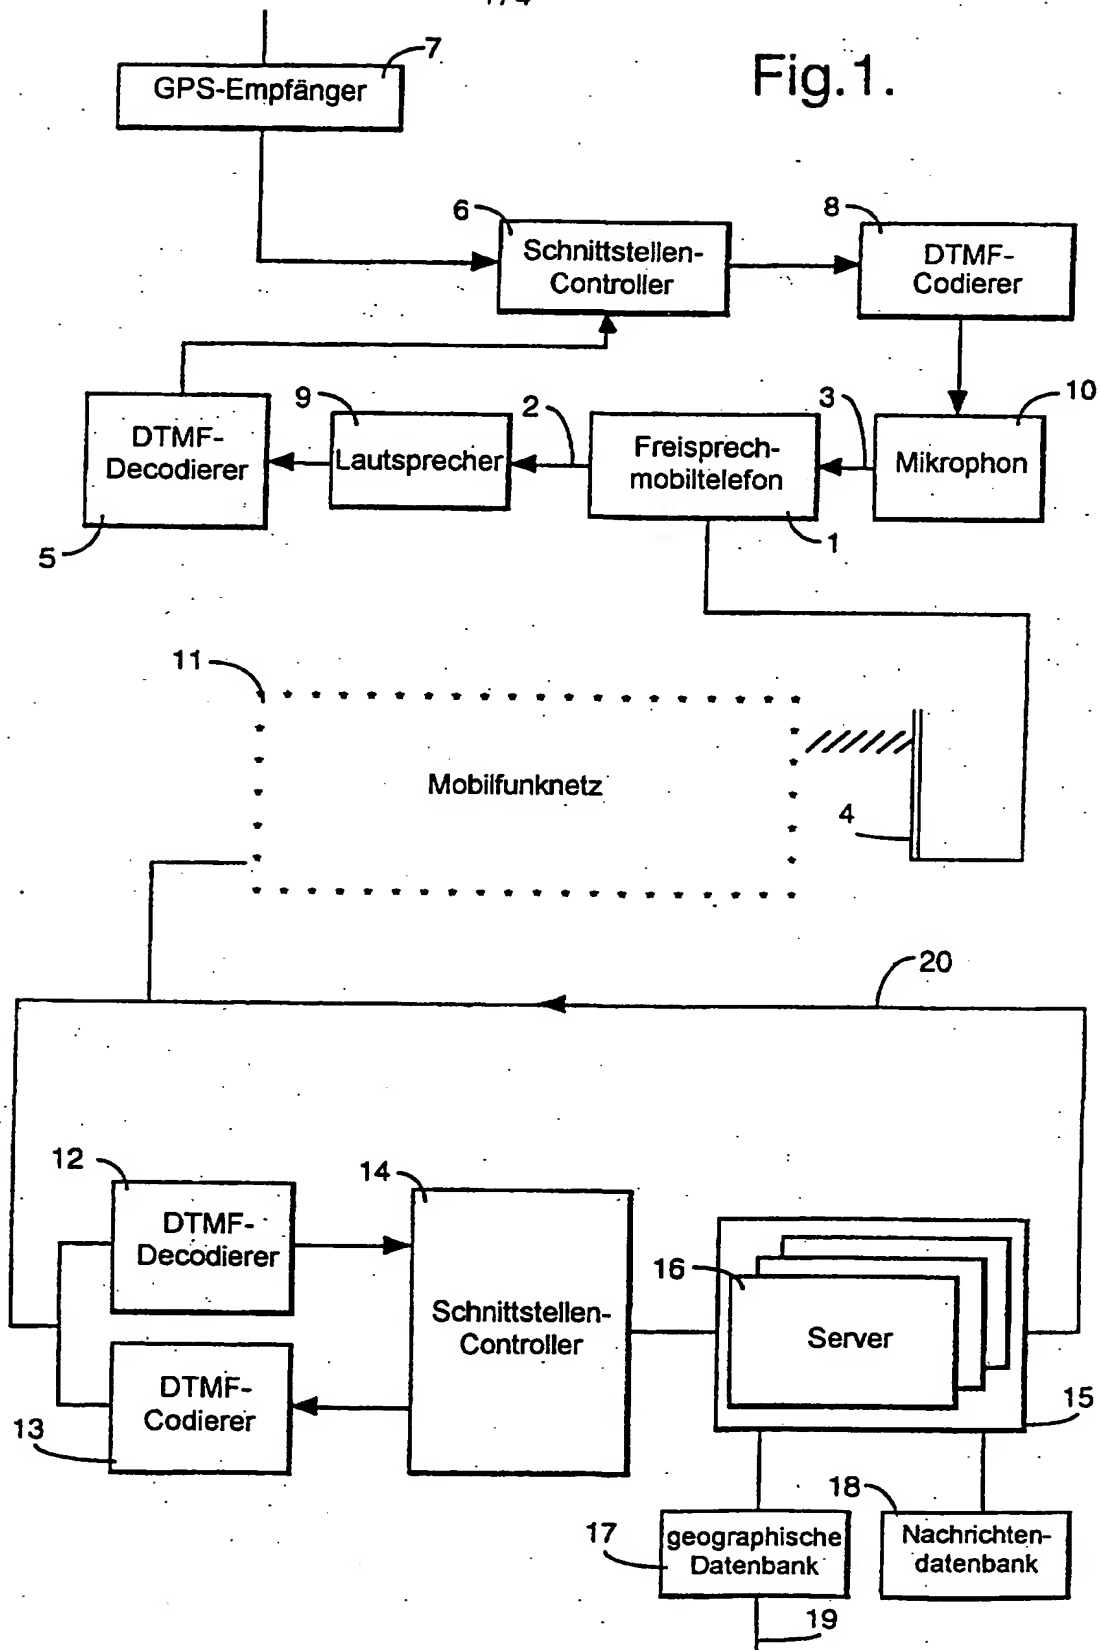 1/4
Fig.1.
7
GPS-Empfänger
6
8
Schnittstellen-
Controller
DTMF-
Codierer
9
2
3
10
DTMF-
Decodierer
Lautsprecher
Freisprech-
mobiltelefon
Mikrophon
5
1
11
Mobilfunknetz
4
20
12
14
DTMF-
Decodierer
16
Schnittstellen-
Controller
Server
DTMF-
Codierer
13
15
18
17
geographische
Datenbank
Nachrichten-
datenbank
19